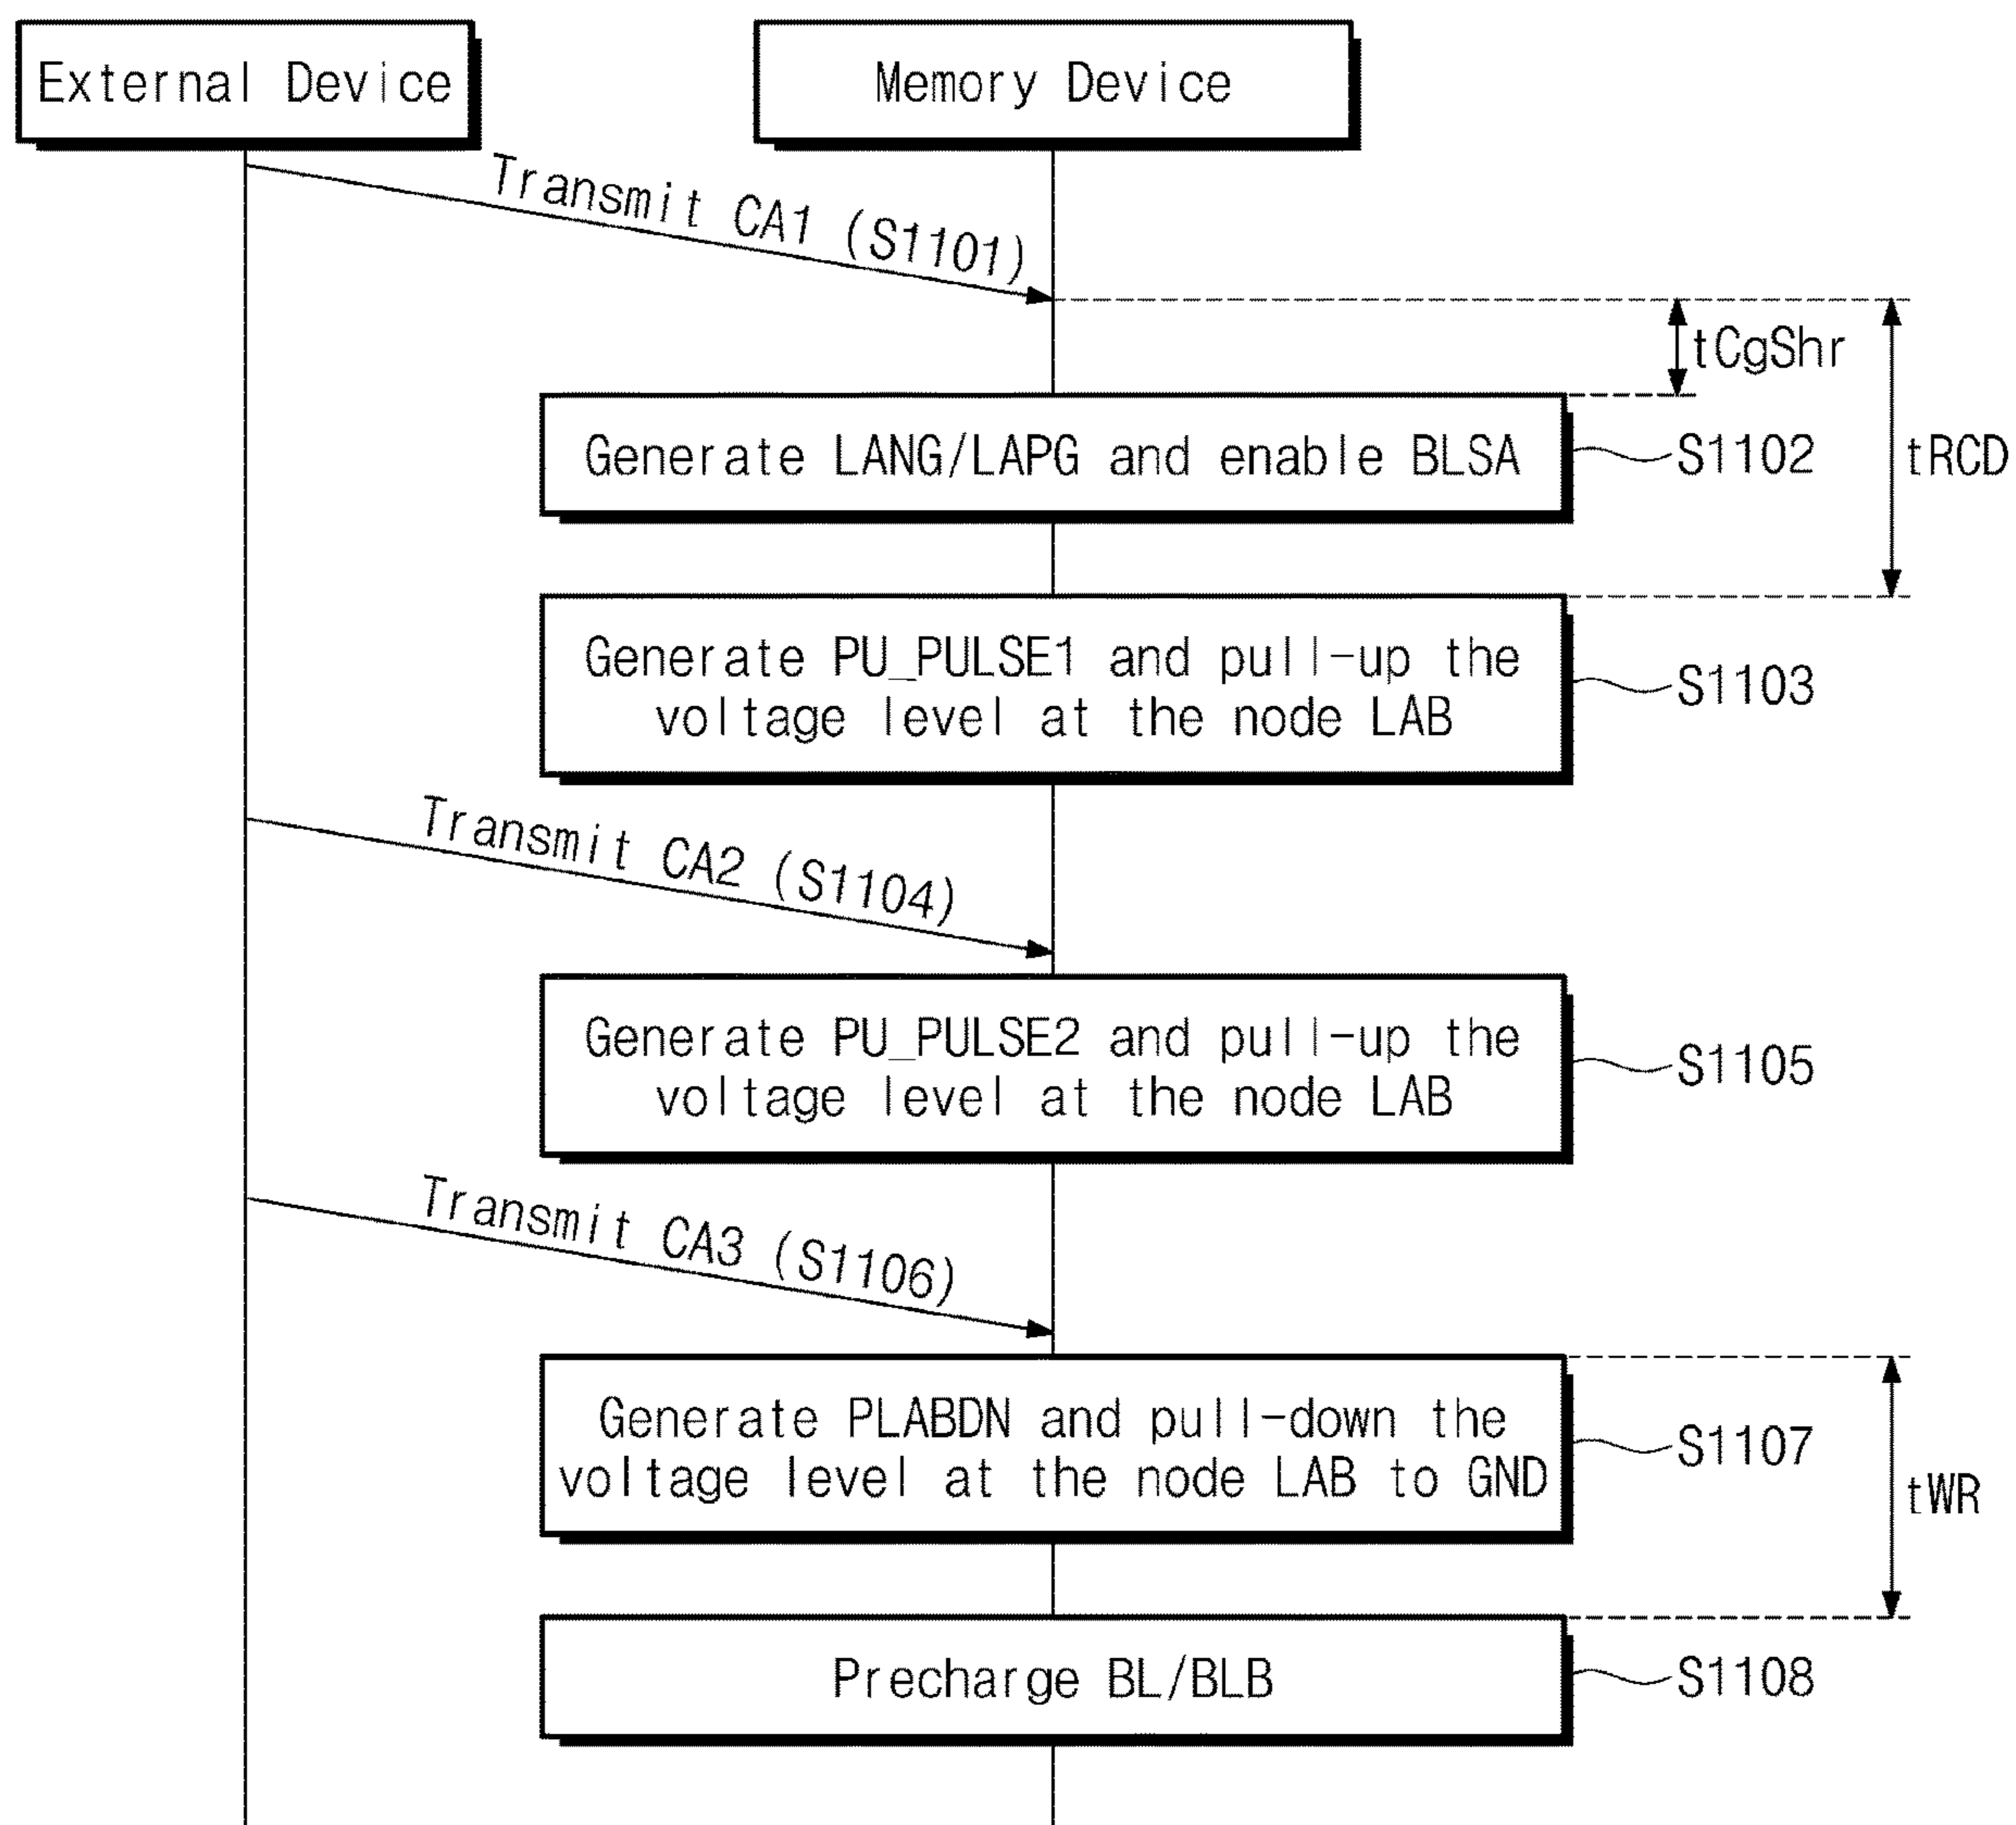 External Device
Memory Device
Transmit CA1 (S1101)
tCgShr
Generate LANG/LAPG and enable BLSA
S1102
tRCD
Generate PU_PULSE1 and pull-up the
voltage level at the node LAB
S1103
Transmit CA2 (S1104)
Generate PU_PULSE2 and pull-up the
voltage level at the node LAB
S1105
Transmit CA3 (S1106)
Generate PLABDN and pull-down the
voltage level at the node LAB to GND
S1107
tWR
Precharge BL/BLB
S1108